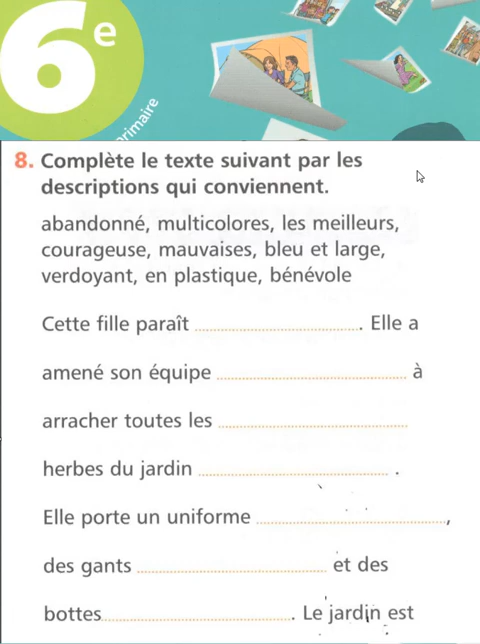 6e
primaire
8. Complète le texte suivant par les
descriptions qui conviennent.
abandonné, multicolores, les meilleurs,
courageuse, mauvaises, bleu et large,
verdoyant, en plastique, bénévole
Cette fille paraît ............................. Elle a
amené son équipe ............................. à
arracher toutes les .............................
herbes du jardin ............................. .
Elle porte un uniforme .............................,
des gants ............................. et des
bottes.............................. Le jardin est